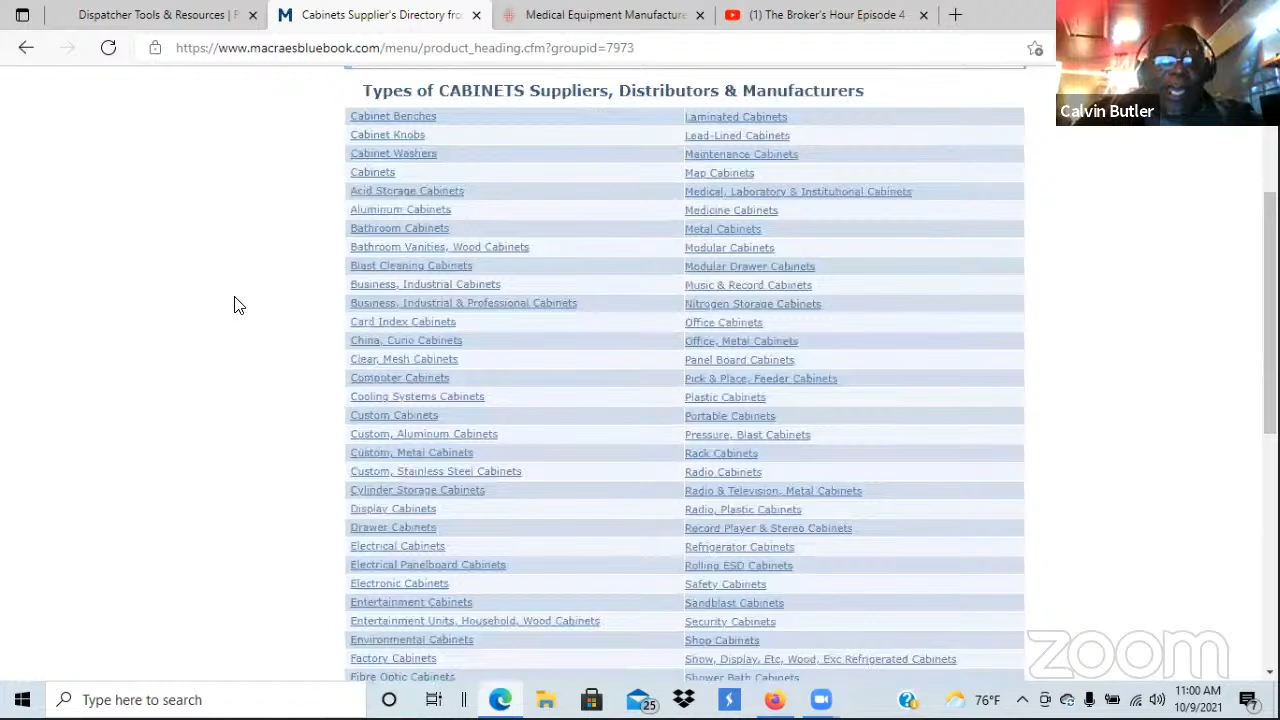 Dispatcher Tools & Resources | E
Cabinets Supplier's Directory fro
Medical Equipment Manufacture
(1) The Broker's Hour Episode 4
https://www.macraesbluebook.com/menu/product_heading.cfm?groupid=7973
Calvin Butler
Types of CABINETS Suppliers, Distributors & Manufacturers
Cabinet Benches
Cabinet Knobs
Cabinet Washers
Cabinets
Acid Storage Cabinets
Aluminum Cabinets
Bathroom Cabinets
Bathroom Vanities, Wood Cabinets
Blast Cleaning Cabinets
Business, Industrial Cabinets
Business, Industrial & Professional Cabinets
Card Index Cabinets
China, Curio Cabinets
Clear, Mesh Cabinets
Computer Cabinets
Cooling Systems Cabinets
Custom Cabinets
Custom, Aluminum Cabinets
Custom, Metal Cabinets
Custom, Stainless Steel Cabinets
Cylinder Storage Cabinets
Display Cabinets
Drawer Cabinets
Electrical Cabinets
Electrical Panelboard Cabinets
Electronic Cabinets
Entertainment Cabinets
Entertainment Units, Household, Wood Cabinets
Environmental Cabinets
Factory Cabinets
Fibre Optic Cabinets
Laminated Cabinets
Lead-Lined Cabinets
Maintenance Cabinets
Map Cabinets
Medical, Laboratory & Institutional Cabinets
Medicine Cabinets
Metal Cabinets
Modular Cabinets
Modular Drawer Cabinets
Music & Record Cabinets
Nitrogen Storage Cabinets
Office Cabinets
Office, Metal Cabinets
Panel Board Cabinets
Pick & Place, Feeder Cabinets
Plastic Cabinets
Portable Cabinets
Pressure, Blast Cabinets
Rack Cabinets
Radio Cabinets
Radio & Television, Metal Cabinets
Radio, Plastic Cabinets
Record Player & Stereo Cabinets
Refrigerator Cabinets
Rolling ESD Cabinets
Safety Cabinets
Sandblast Cabinets
Security Cabinets
Shop Cabinets
Show, Display, Etc, Wood, Exc Refrigerated Cabinets
Shower Bath Cabinets
zoom
Type here to search
25
76°F
11:00 AM
10/9/2021
7